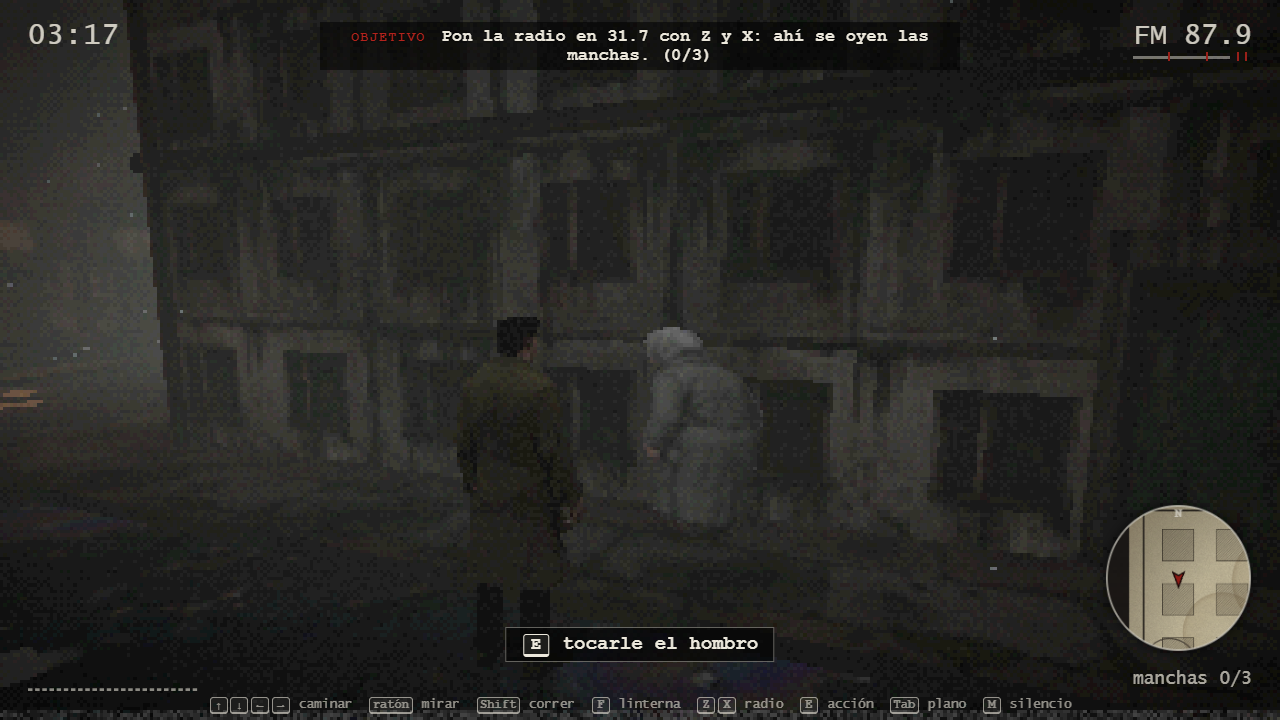 03:17
OBJETIVO Pon la radio en 31.7 con Z y X: ahí se oyen las
manchas. (0/3)
FM 87.9
N
E tocarle el hombro
manchas 0/3
↑ ↓ ← → caminar ratón mirar Shift correr F linterna Z X radio E acción Tab plano M silencio